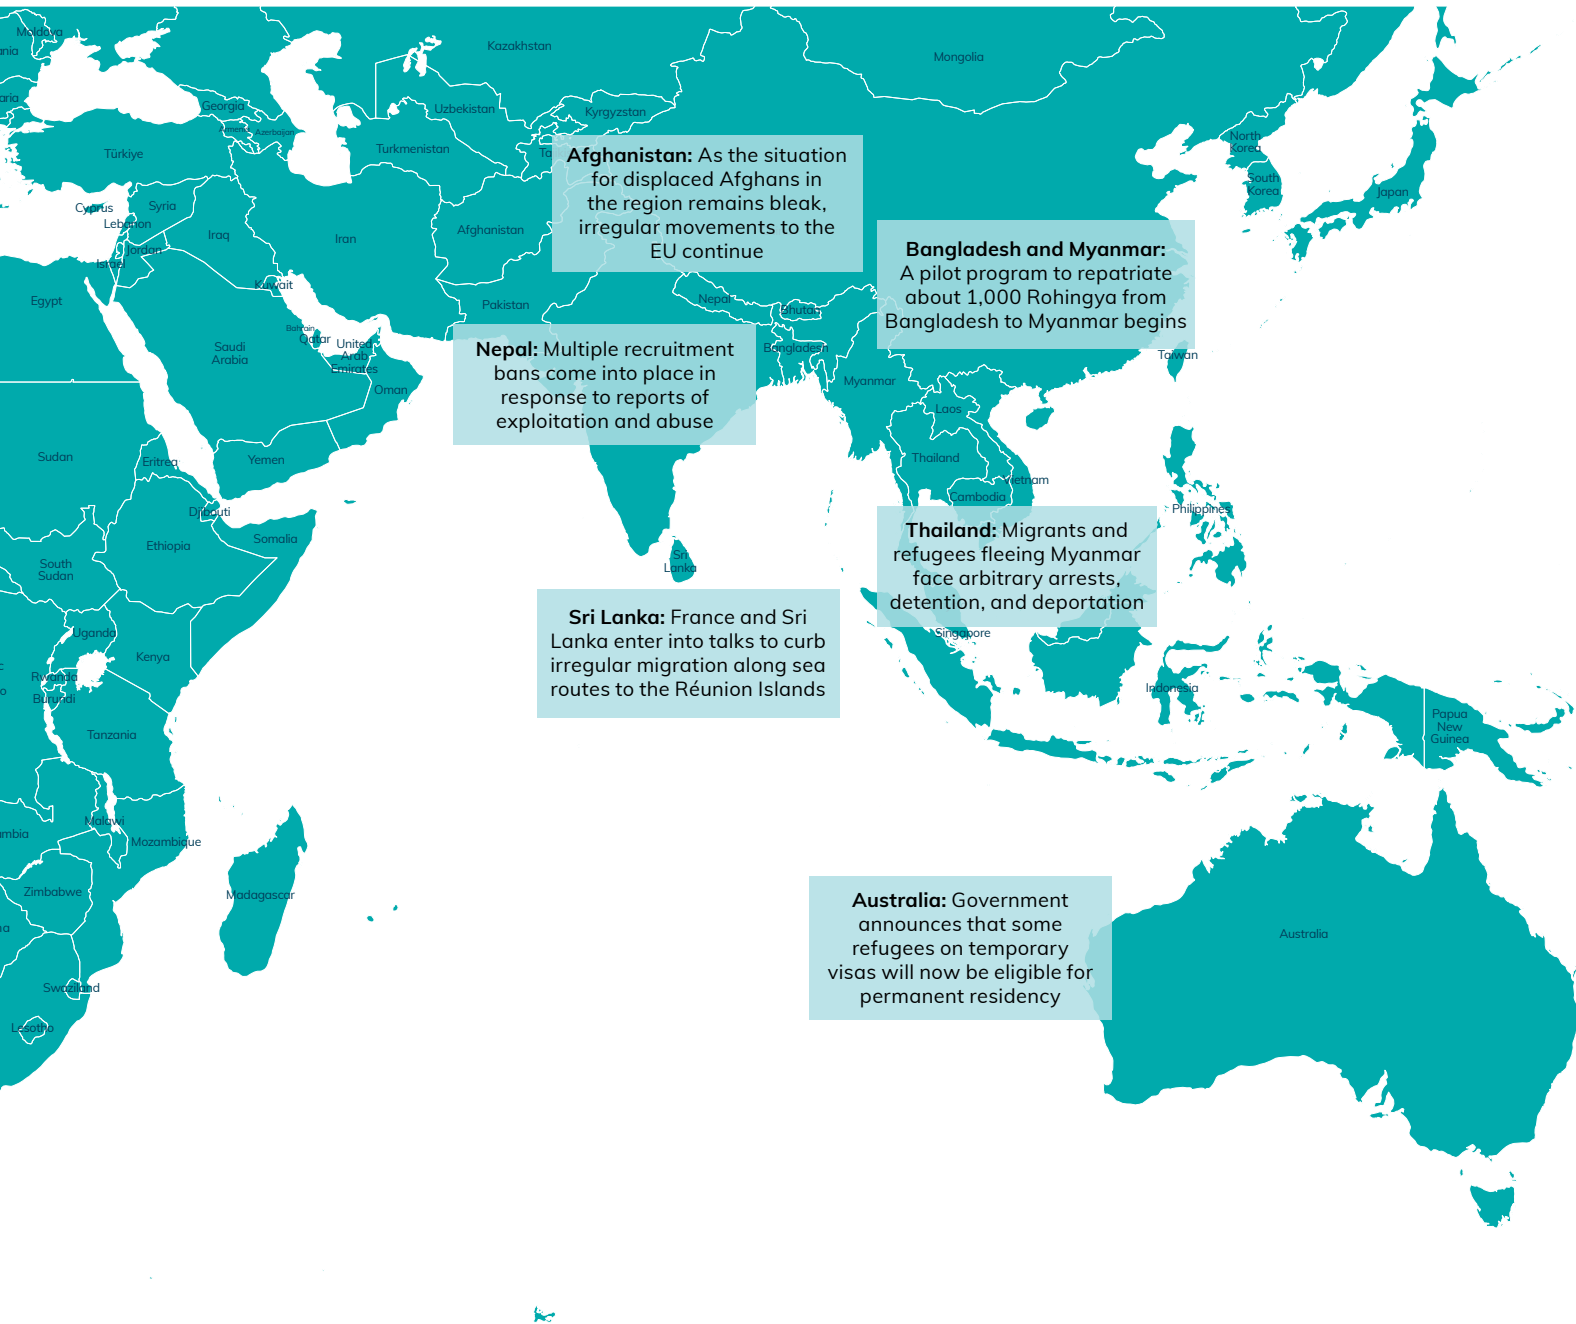 Moldova
Kazakhstan
Mongolia
Georgia
Armenia
Azerbaijan
Uzbekistan
Kyrgyzstan
Türkiye
Turkmenistan
North
Korea
South
Korea
Japan
Afghanistan: As the situation
for displaced Afghans in
the region remains bleak,
irregular movements to the
EU continue
Cyprus
Syria
Lebanon
Iraq
Iran
Afghanistan
Jordan
Israel
Kuwait
Egypt
Pakistan
Nepal
Bhutan
Bangladesh and Myanmar:
A pilot program to repatriate
about 1,000 Rohingya from
Bangladesh to Myanmar begins
Bahrain
Qatar
United
Arab
Emirates
Saudi
Arabia
Oman
Nepal: Multiple recruitment
bans come into place in
response to reports of
exploitation and abuse
Bangladesh
Myanmar
Taiwan
Laos
Sudan
Eritrea
Yemen
Thailand
Vietnam
Cambodia
Philippines
Djibouti
Ethiopia
Somalia
South
Sudan
Sri
Lanka
Thailand: Migrants and
refugees fleeing Myanmar
face arbitrary arrests,
detention, and deportation
Sri Lanka: France and Sri
Lanka enter into talks to curb
irregular migration along sea
routes to the Réunion Islands
Singapore
Uganda
Kenya
Rwanda
Burundi
Indonesia
Tanzania
Papua
New
Guinea
Malawi
Mozambique
Zimbabwe
Madagascar
Australia: Government
announces that some
refugees on temporary
visas will now be eligible for
permanent residency
Australia
Swaziland
Lesotho